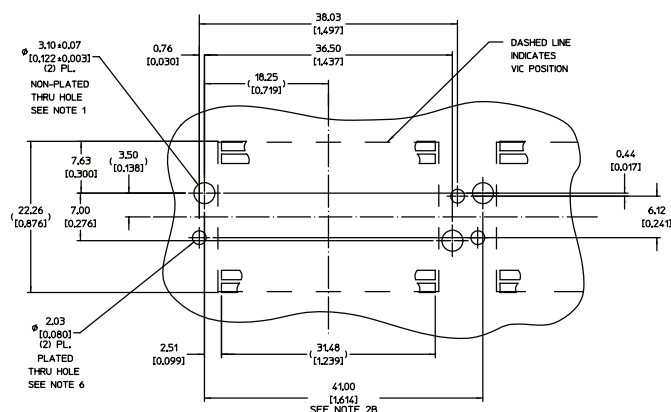 38.03
[1.497]
ø 3.10±0.07
[0.122±0.003]
(2) PL.
NON-PLATED
THRU HOLE
SEE NOTE 1
0.76
[0.030]
36.50
[1.437]
(18.25
[0.719])
DASHED LINE
INDICATES
VIC POSITION
7.63
[0.300]
(3.50
[0.138])
0.44
[0.017]
(22.26
[0.876])
7.00
[0.276]
6.12
[0.241]
ø 2.03
[0.080]
(2) PL.
PLATED
THRU HOLE
SEE NOTE 6
2.51
[0.099]
(31.48
[1.239])
41.00
[1.614]
SEE NOTE 2B